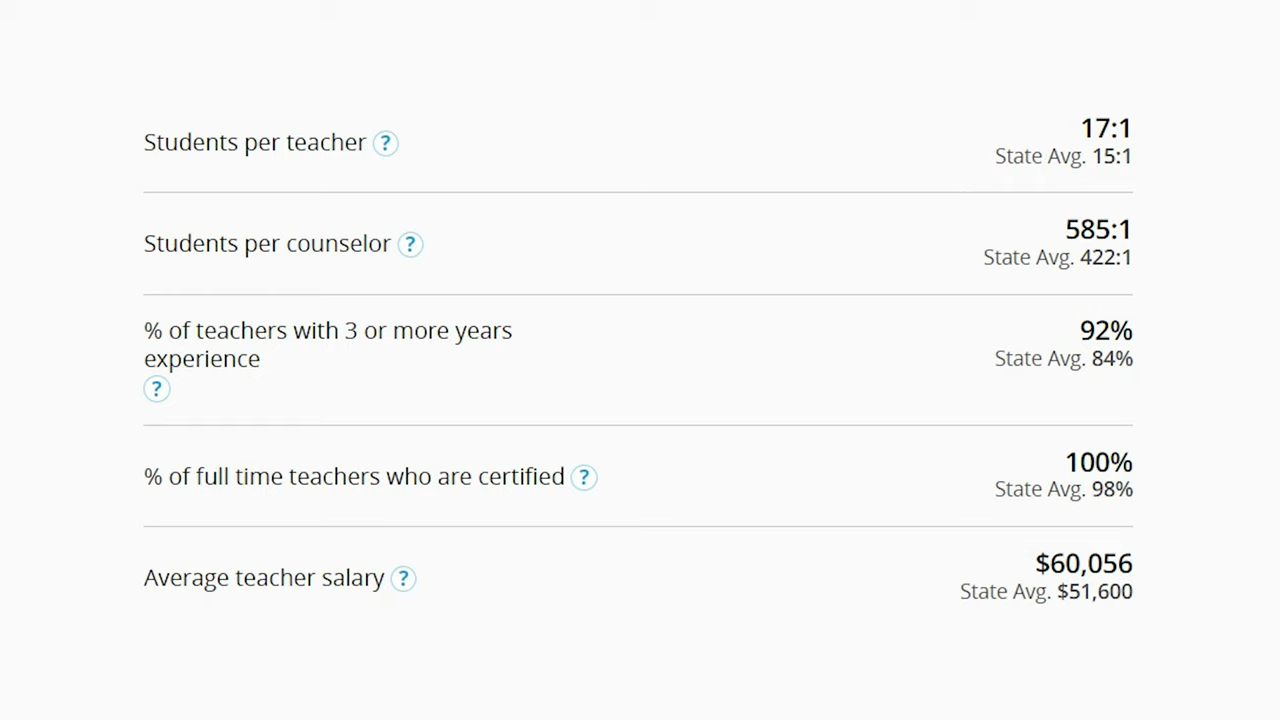 Students per teacher ?
17:1
State Avg. 15:1
Students per counselor ?
585:1
State Avg. 422:1
% of teachers with 3 or more years
experience
?
92%
State Avg. 84%
% of full time teachers who are certified ?
100%
State Avg. 98%
Average teacher salary ?
$60,056
State Avg. $51,600